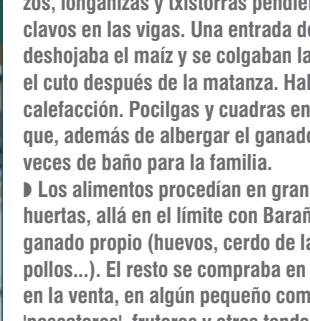 zos, longanizas y txistorras pendien
clavos en las vigas. Una entrada de
deshojaba el maíz y se colgaban la
el cuto después de la matanza. Hal
calefacción. Pocilgas y cuadras en
que, además de albergar el ganado
veces de baño para la familia.
◗ Los alimentos procedían en gran
huertas, allá en el límite con Barañ
ganado propio (huevos, cerdo de la
pollos...). El resto se compraba en
en la venta, en algún pequeño com
'pescateros', fruteros y otros tende